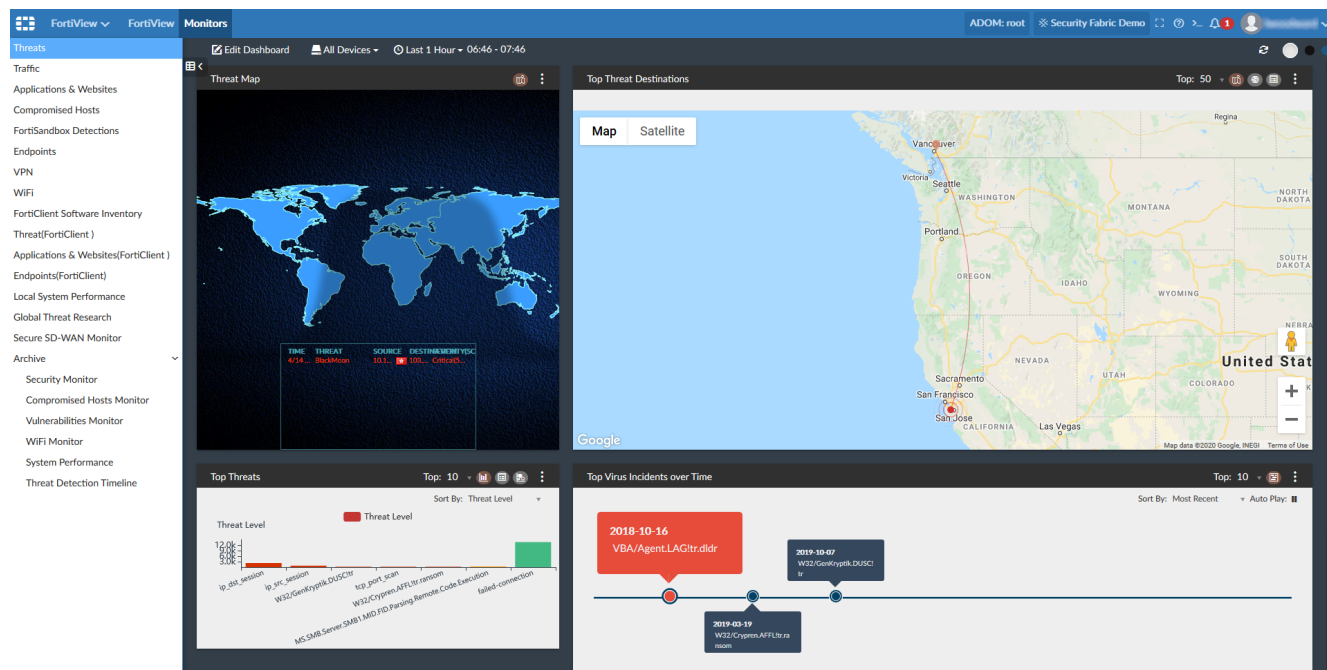 FortiView
FortiView
Monitors
ADOM: root
Security Fabric Demo
1
Threats
Traffic
Applications & Websites
Compromised Hosts
FortiSandbox Detections
Endpoints
VPN
WiFi
FortiClient Software Inventory
Threat(FortiClient )
Applications & Websites(FortiClient )
Endpoints(FortiClient)
Local System Performance
Global Threat Research
Secure SD-WAN Monitor
Archive
Security Monitor
Compromised Hosts Monitor
Vulnerabilities Monitor
WiFi Monitor
System Performance
Threat Detection Timeline
Edit Dashboard
All Devices
Last 1 Hour
06:46 - 07:46
Threat Map
TIME THREAT SOURCE
4/14... BlackMoon 10.1... 103.... Critical(5...
Top Threat Destinations
Top: 50
Map Satellite
Regina
Vancouver
Victoria
Seattle
WASHINGTON
NORTH
DAKOTA
MONTANA
Portland
SOUTH
DAKOTA
OREGON
IDAHO
WYOMING
NEBRA
NEVADA
United Stat
UTAH
Sacramento
COLORADO
San Francisco
San Jose
CALIFORNIA
Las Vegas
Google
Map data ©2020 Google, INEGI
Terms of Use
Top Threats
Top: 10
Sort By: Threat Level
Threat Level
Threat Level
12.0k
9.0k
6.0k
3.0k
ip_dst_session
ip_src_session
W32/GenKryptik.DUSC!tr
tcp_port_scan
W32/Crypren.AFFL!tr.ransom
MS.SMB.Server.SMB1.MID.FID.Parsing.Remote.Code.Execution
failed-connection
Top Virus Incidents over Time
Top: 10
Sort By: Most Recent
Auto Play:
2018-10-16
VBA/Agent.LAG!tr.dldr
2019-10-07
W32/GenKryptik.DUSC!
tr
2019-03-19
W32/Crypren.AFFL!tr.ra
nsom